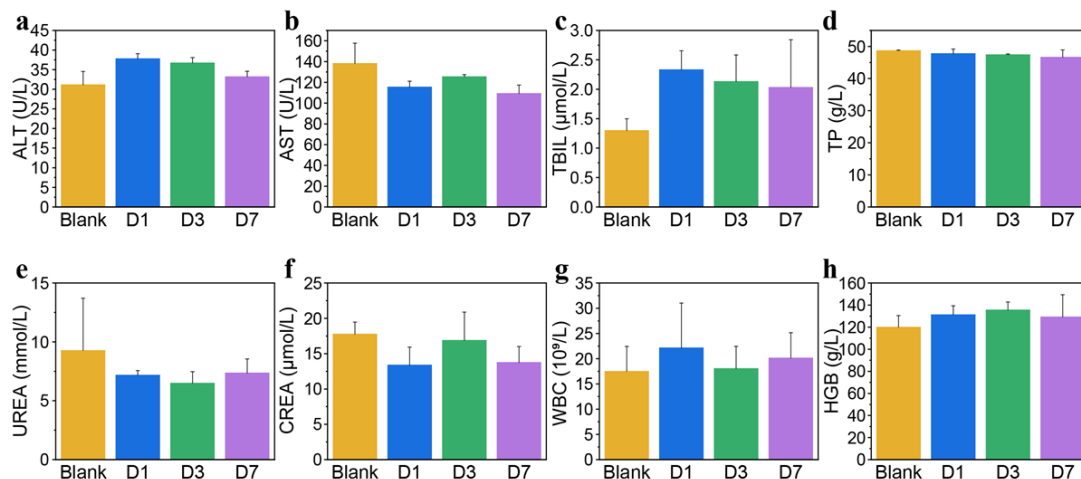 a
ALT (U/L)
45
40
35
30
25
20
15
10
5
0
Blank D1 D3 D7
b
AST (U/L)
160
140
120
100
80
60
40
20
0
Blank D1 D3 D7
c
TBIL (μmol/L)
3.0
2.5
2.0
1.5
1.0
0.5
0.0
Blank D1 D3 D7
d
TP (g/L)
50
40
30
20
10
0
Blank D1 D3 D7
e
UREA (mmol/L)
15
10
5
0
Blank D1 D3 D7
f
CREA (μmol/L)
25
20
15
10
5
0
Blank D1 D3 D7
g
WBC (10⁹/L)
35
30
25
20
15
10
5
0
Blank D1 D3 D7
h
HGB (g/L)
160
140
120
100
80
60
40
20
0
Blank D1 D3 D7